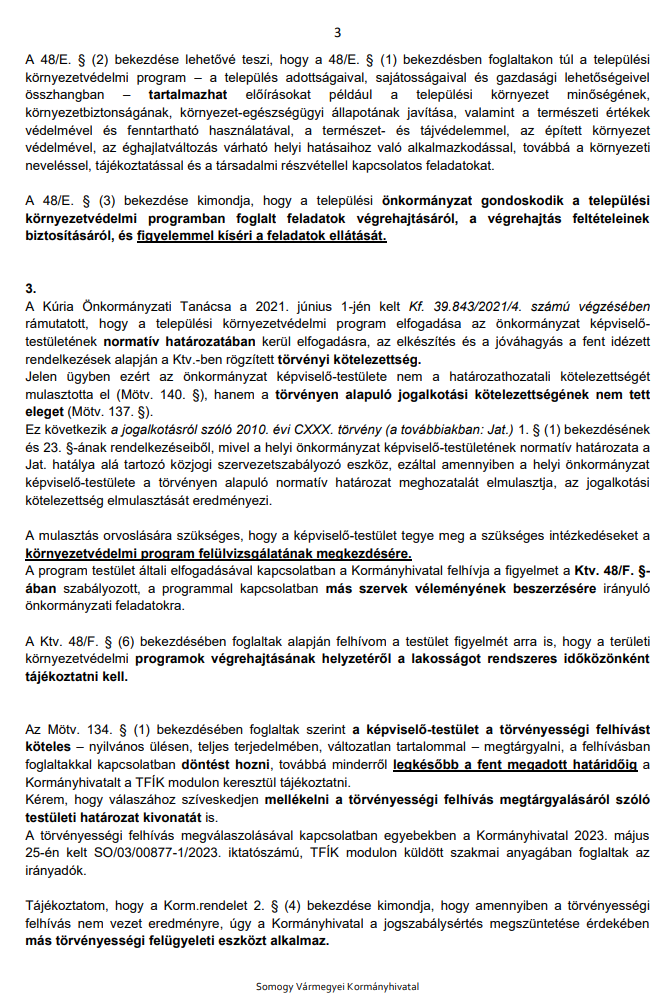 3
A 48/E. § (2) bekezdése lehetővé teszi, hogy a 48/E. § (1) bekezdésben foglaltakon túl a települési
környezetvédelmi program – a település adottságaival, sajátosságaival és gazdasági lehetőségeivel
összhangban – tartalmazhat előírásokat például a települési környezet minőségének,
környezetbiztonságának, környezet-egészségügyi állapotának javítása, valamint a természeti értékek
védelmével és fenntartható használatával, a természet- és tájvédelemmel, az épített környezet
védelmével, az éghajlatváltozás várható helyi hatásaihoz való alkalmazkodással, továbbá a környezeti
neveléssel, tájékoztatással és a társadalmi részvétellel kapcsolatos feladatokat.
A 48/E. § (3) bekezdése kimondja, hogy a települési önkormányzat gondoskodik a települési
környezetvédelmi programban foglalt feladatok végrehajtásáról, a végrehajtás feltételeinek
biztosításáról, és figyelemmel kíséri a feladatok ellátását.
3.
A Kúria Önkormányzati Tanácsa a 2021. június 1-jén kelt Kf. 39.843/2021/4. számú végzésében
rámutatott, hogy a települési környezetvédelmi program elfogadása az önkormányzat képviselő-
testületének normatív határozatában kerül elfogadásra, az elkészítés és a jóváhagyás a fent idézett
rendelkezések alapján a Ktv.-ben rögzített törvényi kötelezettség.
Jelen ügyben ezért az önkormányzat képviselő-testülete nem a határozathozatali kötelezettségét
mulasztotta el (Mötv. 140. §), hanem a törvényen alapuló jogalkotási kötelezettségének nem tett
eleget (Mötv. 137. §).
Ez következik a jogalkotásról szóló 2010. évi CXXX. törvény (a továbbiakban: Jat.) 1. § (1) bekezdésének
és 23. §-ának rendelkezéseiből, mivel a helyi önkormányzat képviselő-testületének normatív határozata a
Jat. hatálya alá tartozó közjogi szervezetszabályozó eszköz, ezáltal amennyiben a helyi önkormányzat
képviselő-testülete a törvényen alapuló normatív határozat meghozatalát elmulasztja, az jogalkotási
kötelezettség elmulasztását eredményezi.
A mulasztás orvoslására szükséges, hogy a képviselő-testület tegye meg a szükséges intézkedéseket a
környezetvédelmi program felülvizsgálatának megkezdésére.
A program testület általi elfogadásával kapcsolatban a Kormányhivatal felhívja a figyelmet a Ktv. 48/F. §-
ában szabályozott, a programmal kapcsolatban más szervek véleményének beszerzésére irányuló
önkormányzati feladatokra.
A Ktv. 48/F. § (6) bekezdésében foglaltak alapján felhívom a testület figyelmét arra is, hogy a területi
környezetvédelmi programok végrehajtásának helyzetéről a lakosságot rendszeres időközönként
tájékoztatni kell.
Az Mötv. 134. § (1) bekezdésében foglaltak szerint a képviselő-testület a törvényességi felhívást
köteles – nyilvános ülésen, teljes terjedelmében, változatlan tartalommal – megtárgyalni, a felhívásban
foglaltakkal kapcsolatban döntést hozni, továbbá minderről legkésőbb a fent megadott határidőig a
Kormányhivatalt a TFÍK modulon keresztül tájékoztatni.
Kérem, hogy válaszához szíveskedjen mellékelni a törvényességi felhívás megtárgyalásáról szóló
testületi határozat kivonatát is.
A törvényességi felhívás megválaszolásával kapcsolatban egyebekben a Kormányhivatal 2023. május
25-én kelt SO/03/00877-1/2023. iktatószámú, TFÍK modulon küldött szakmai anyagában foglaltak az
irányadók.
Tájékoztatom, hogy a Korm.rendelet 2. § (4) bekezdése kimondja, hogy amennyiben a törvényességi
felhívás nem vezet eredményre, úgy a Kormányhivatal a jogszabálysértés megszüntetése érdekében
más törvényességi felügyeleti eszközt alkalmaz.
Somogy Vármegyei Kormányhivatal